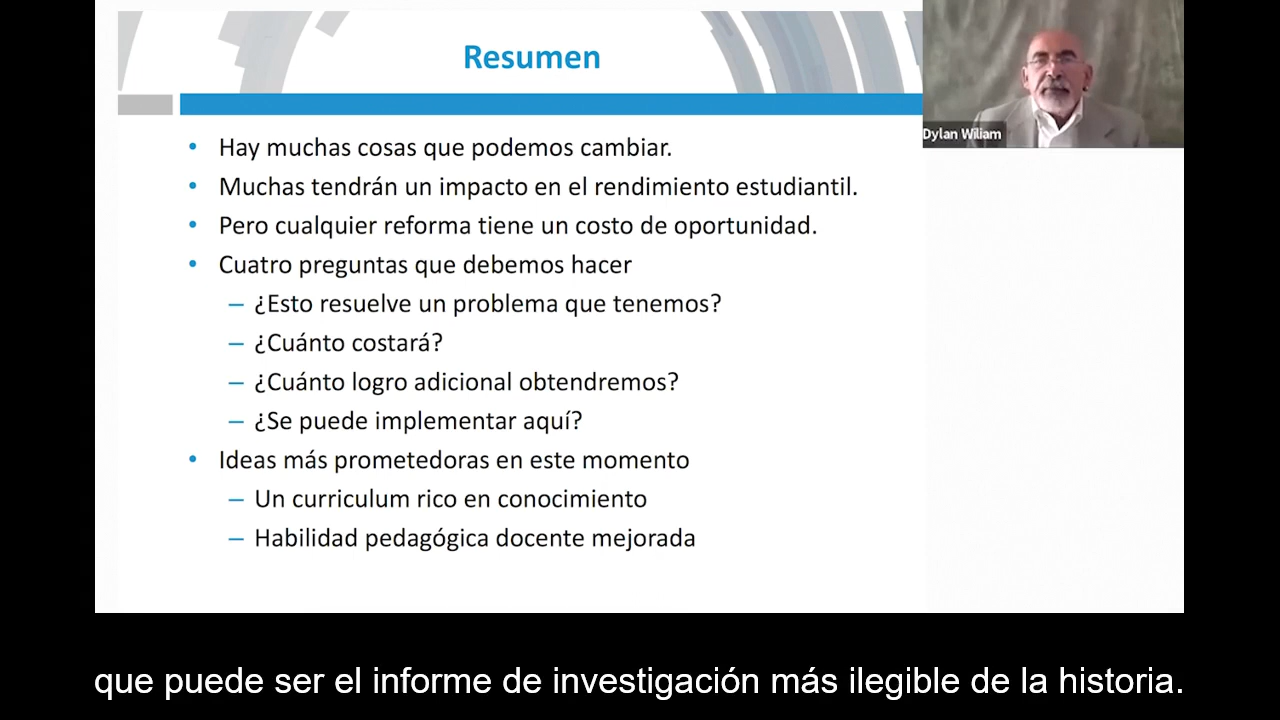 Resumen
Dylan Wiliam
• Hay muchas cosas que podemos cambiar.
• Muchas tendrán un impacto en el rendimiento estudiantil.
• Pero cualquier reforma tiene un costo de oportunidad.
• Cuatro preguntas que debemos hacer
– ¿Esto resuelve un problema que tenemos?
– ¿Cuánto costará?
– ¿Cuánto logro adicional obtendremos?
– ¿Se puede implementar aquí?
• Ideas más prometedoras en este momento
– Un curriculum rico en conocimiento
– Habilidad pedagógica docente mejorada
que puede ser el informe de investigación más ilegible de la historia.